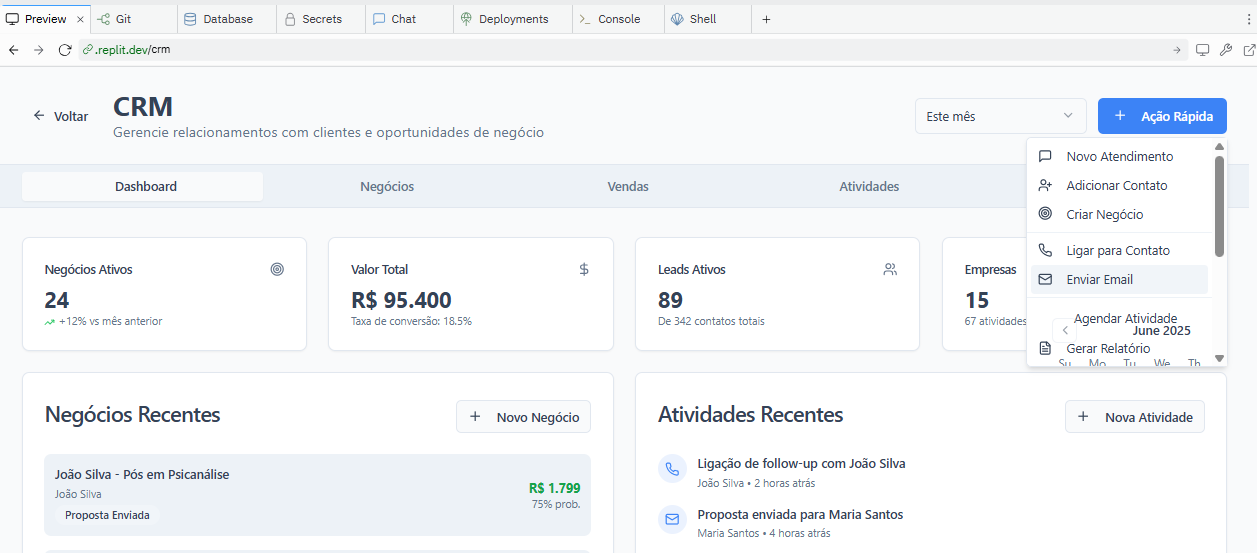 Preview
Git
Database
Secrets
Chat
Deployments
Console
Shell
.replit.dev/crm
Voltar
CRM
Gerencie relacionamentos com clientes e oportunidades de negócio
Este mês
Ação Rápida
Novo Atendimento
Adicionar Contato
Criar Negócio
Ligar para Contato
Enviar Email
Agendar Atividade
June 2025
Gerar Relatório
Su Mo Tu We Th
Dashboard
Negócios
Vendas
Atividades
Negócios Ativos
24
+12% vs mês anterior
Valor Total
$
R$ 95.400
Taxa de conversão: 18.5%
Leads Ativos
89
De 342 contatos totais
Empresas
15
67 atividades
Negócios Recentes
Novo Negócio
João Silva - Pós em Psicanálise
João Silva
Proposta Enviada
R$ 1.799
75% prob.
Atividades Recentes
Nova Atividade
Ligação de follow-up com João Silva
João Silva • 2 horas atrás
Proposta enviada para Maria Santos
Maria Santos • 4 horas atrás